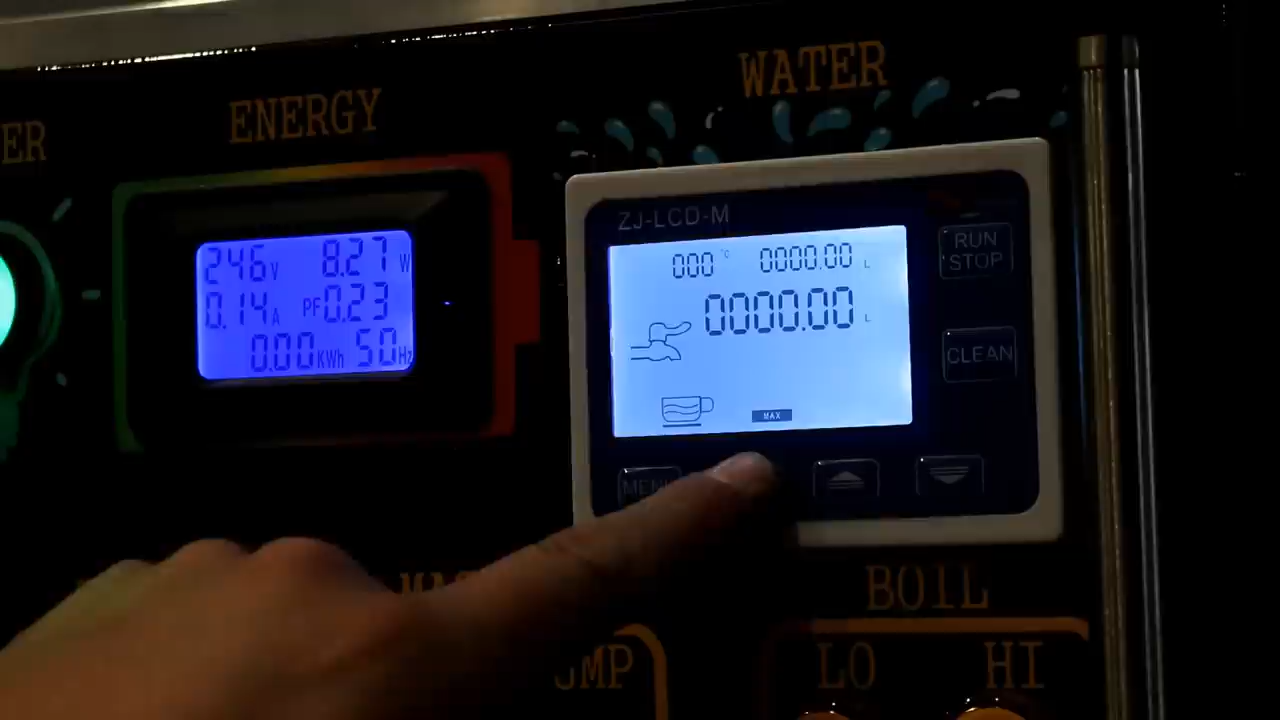 ER
ENERGY
WATER
246V 8.27W
0.14A PF0.23
0.00KWh 50Hz
ZJ-LCD-M
000 °C 0000.00 L
0000.00 L
MAX
RUN
STOP
CLEAN
MENU
BOIL
LO HI